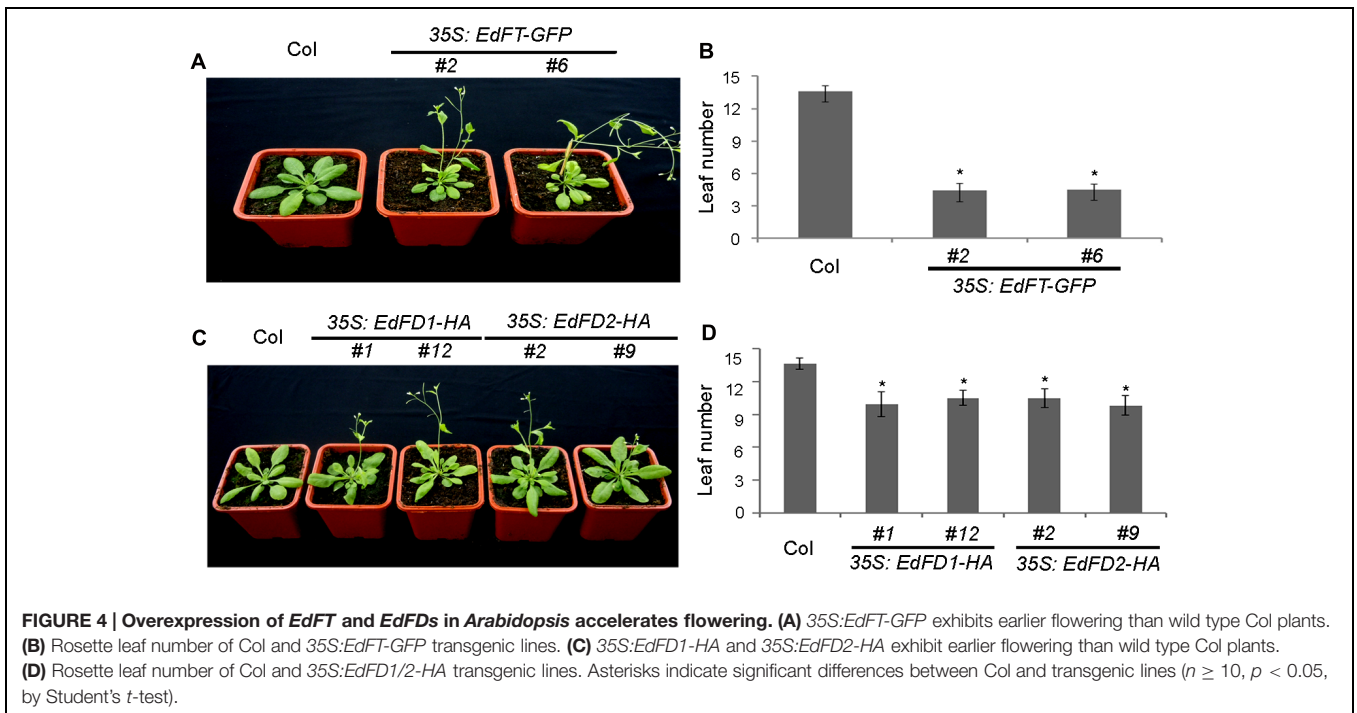 A
Col
35S: EdFT-GFP
#2 #6
B
15
12
9
6
3
0
Leaf number
* *
Col
#2 #6
35S: EdFT-GFP
C
Col
35S: EdFD1-HA 35S: EdFD2-HA
#1 #12 #2 #9
D
15
12
9
6
3
0
Leaf number
* * * *
Col
#1 #12 #2 #9
35S: EdFD1-HA 35S: EdFD2-HA
FIGURE 4 | Overexpression of EdFT and EdFDs in Arabidopsis accelerates flowering. (A) 35S:EdFT-GFP exhibits earlier flowering than wild type Col plants.
(B) Rosette leaf number of Col and 35S:EdFT-GFP transgenic lines. (C) 35S:EdFD1-HA and 35S:EdFD2-HA exhibit earlier flowering than wild type Col plants.
(D) Rosette leaf number of Col and 35S:EdFD1/2-HA transgenic lines. Asterisks indicate significant differences between Col and transgenic lines (n ≥ 10, p < 0.05,
by Student's t-test).